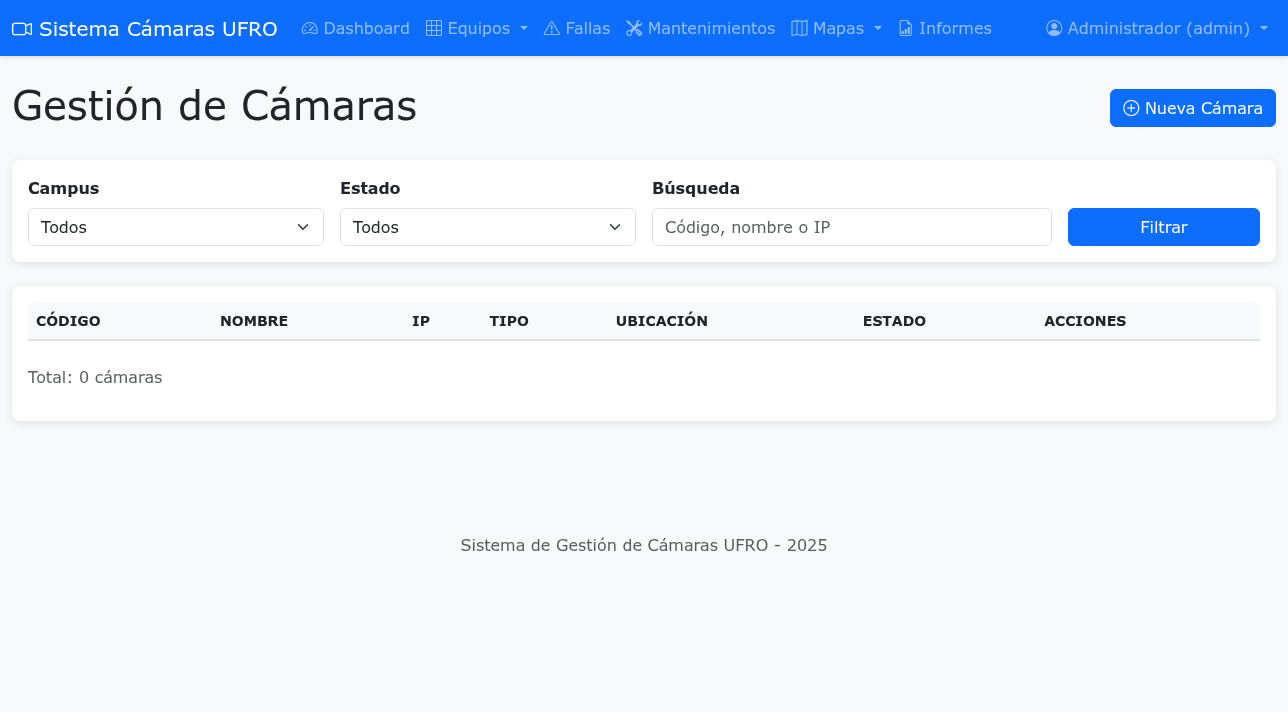 Sistema Cámaras UFRO Dashboard Equipos Fallas Mantenimientos Mapas Informes Administrador (admin)
Gestión de Cámaras
Nueva Cámara
Campus Estado Búsqueda
Todos Todos Código, nombre o IP Filtrar
CÓDIGO NOMBRE IP TIPO UBICACIÓN ESTADO ACCIONES
Total: 0 cámaras
Sistema de Gestión de Cámaras UFRO - 2025